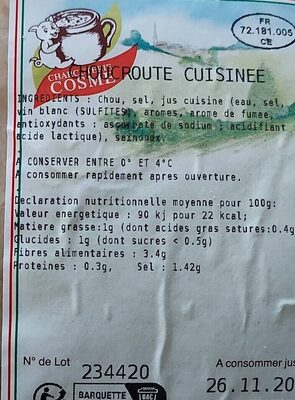 FR
72.181.005
CE
CHARCUTERIE
COSME
CHOUCROUTE CUISINEE
INGREDIENTS : Chou, sel, jus cuisine (eau, sel,
vin blanc (SULFITES), aromes, arome de fumee,
antioxydants : ascorbate de sodium ; acidifiant
acide lactique), saindoux.
A CONSERVER ENTRE 0° ET 4°C
A consommer rapidement apres ouverture.
Declaration nutritionnelle moyenne pour 100g:
Valeur energetique : 90 kj pour 22 kcal;
Matiere grasse:1g (dont acides gras satures:0.4g
Glucides : 1g (dont sucres < 0.5g)
Fibres alimentaires : 3.4g
Proteines : 0.3g, Sel : 1.42g
N° de Lot
A consommer jus
234420
26.11.20
BARQUETTE
BAC